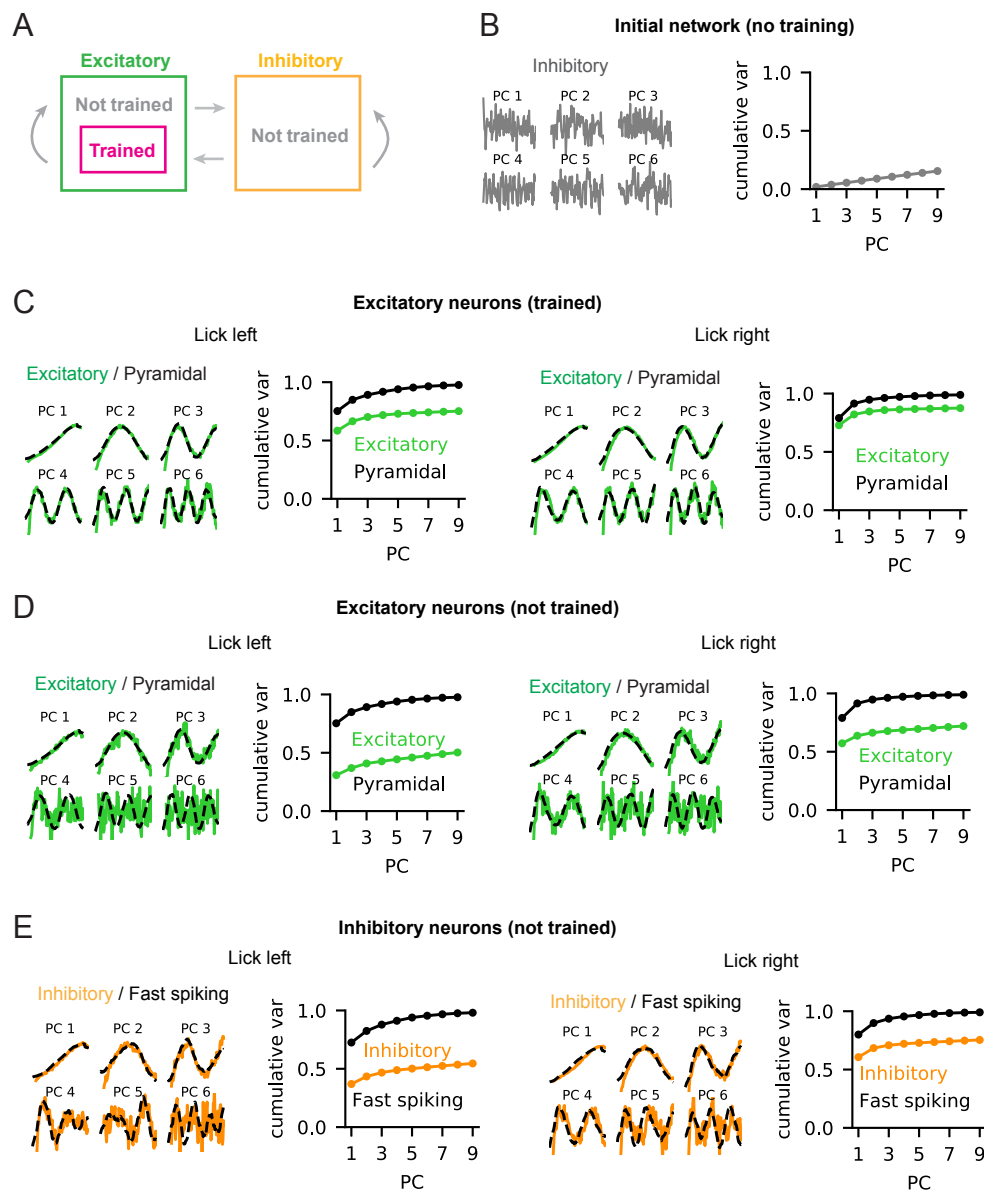 A
Excitatory
Inhibitory
Not trained
Trained
Not trained
B
Initial network (no training)
Inhibitory
PC 1 PC 2 PC 3
PC 4 PC 5 PC 6
cumulative var
1.0
0.5
0.0
1 3 5 7 9
PC
C
Excitatory neurons (trained)
Lick left
Excitatory / Pyramidal
PC 1 PC 2 PC 3
PC 4 PC 5 PC 6
cumulative var
1.0
0.5
0.0
Excitatory
Pyramidal
1 3 5 7 9
PC
Lick right
Excitatory / Pyramidal
PC 1 PC 2 PC 3
PC 4 PC 5 PC 6
cumulative var
1.0
0.5
0.0
Excitatory
Pyramidal
1 3 5 7 9
PC
D
Excitatory neurons (not trained)
Lick left
Excitatory / Pyramidal
PC 1 PC 2 PC 3
PC 4 PC 5 PC 6
cumulative var
1.0
0.5
0.0
Excitatory
Pyramidal
1 3 5 7 9
PC
Lick right
Excitatory / Pyramidal
PC 1 PC 2 PC 3
PC 4 PC 5 PC 6
cumulative var
1.0
0.5
0.0
Excitatory
Pyramidal
1 3 5 7 9
PC
E
Inhibitory neurons (not trained)
Lick left
Inhibitory / Fast spiking
PC 1 PC 2 PC 3
PC 4 PC 5 PC 6
cumulative var
1.0
0.5
0.0
Inhibitory
Fast spiking
1 3 5 7 9
PC
Lick right
Inhibitory / Fast spiking
PC 1 PC 2 PC 3
PC 4 PC 5 PC 6
cumulative var
1.0
0.5
0.0
Inhibitory
Fast spiking
1 3 5 7 9
PC